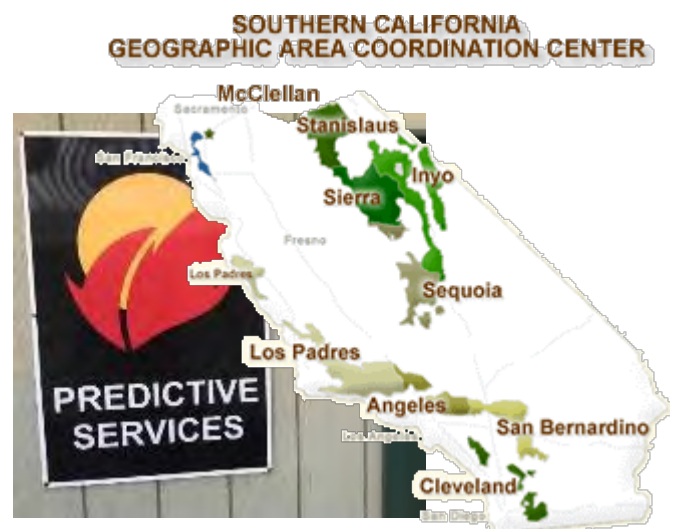 SOUTHERN CALIFORNIA
GEOGRAPHIC AREA COORDINATION CENTER
McClellan
Sacramento
Stanislaus
San Francisco
Inyo
Sierra
Fresno
Los Padres
Sequoia
Los Padres
PREDICTIVE
SERVICES
Angeles
San Bernardino
Los Angeles
Cleveland
San Diego